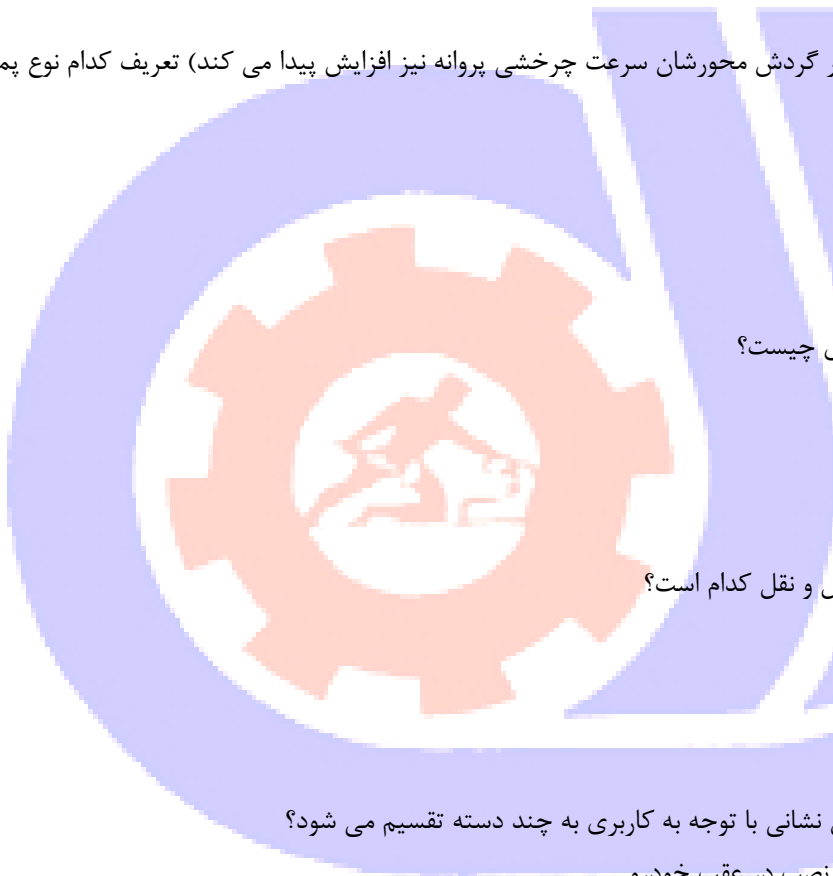 گردش محورشان سرعت چرخشی پروانه نیز افزایش پیدا می کند) تعریف کدام نوع
چیست؟
و نقل کدام است؟
نشانی با توجه به کاربری به چند دسته تقسیم می شود؟